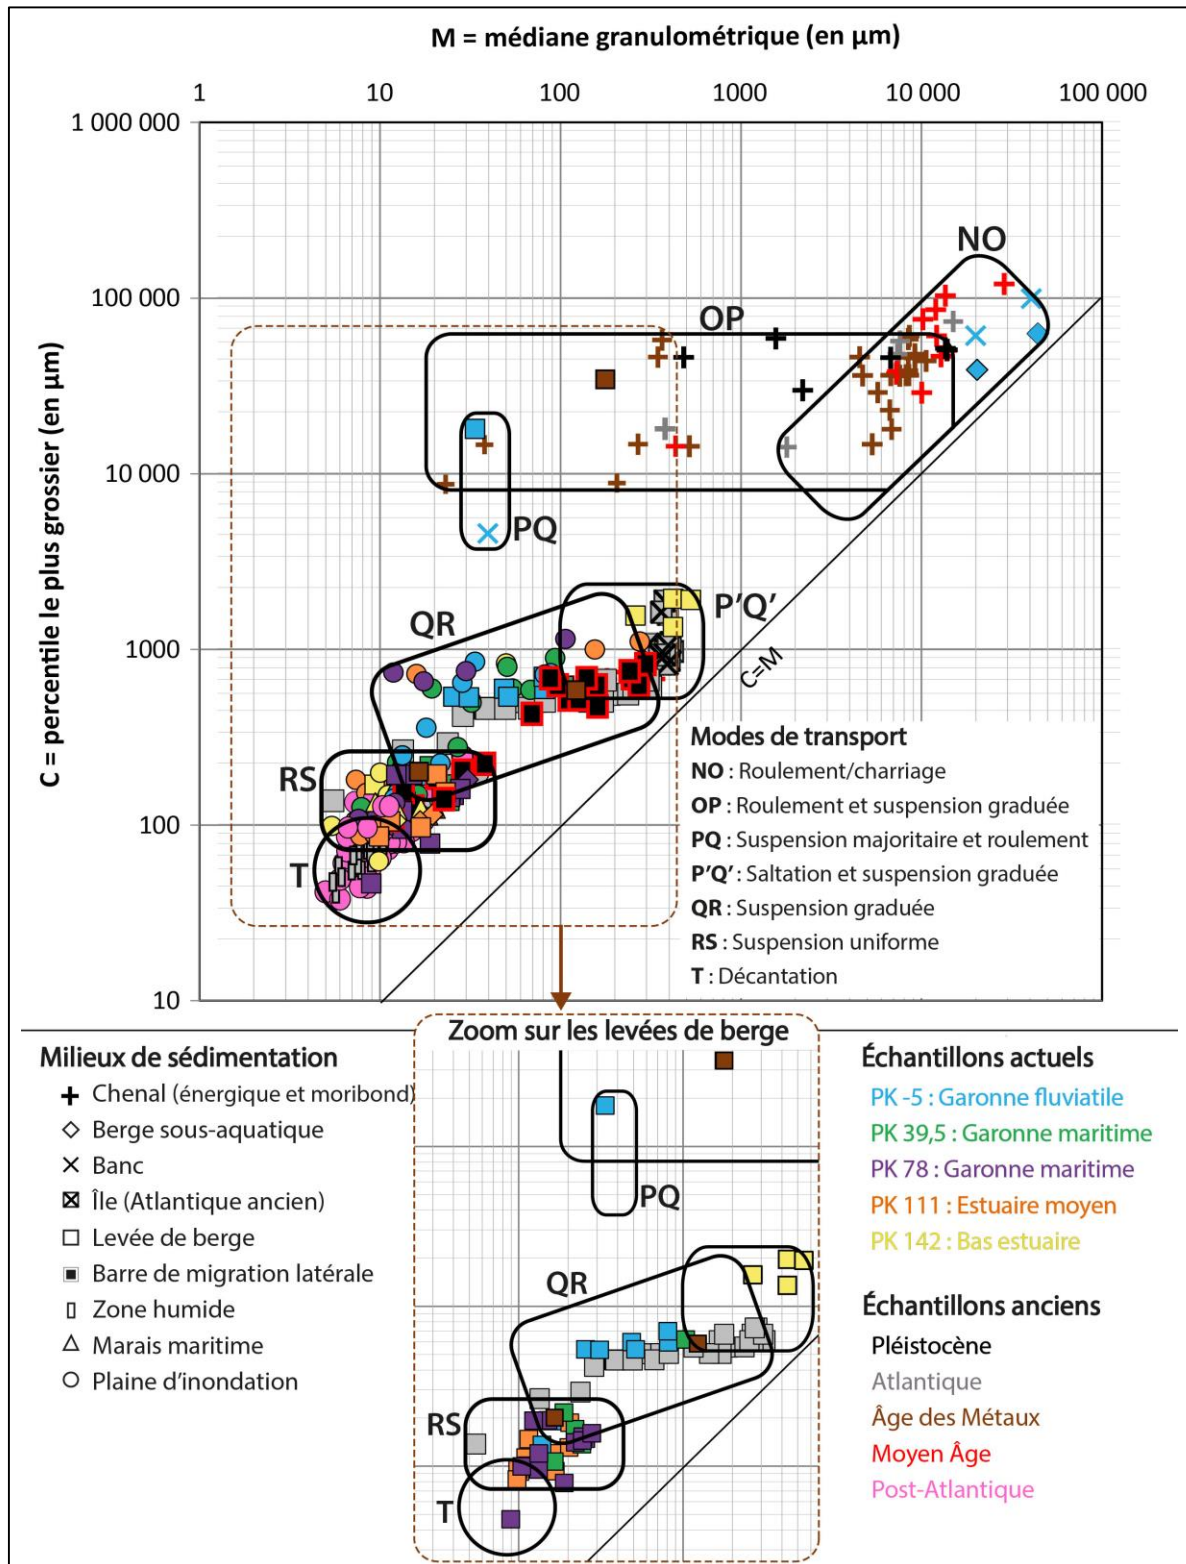 M = médiane granulométrique (en µm)
1 10 100 1000 10 000 100 000
C = percentile le plus grossier (en µm)
1 000 000
100 000
10 000
1000
100
10
NO
OP
PQ
P'Q'
QR
RS
T
C=M
Modes de transport
NO : Roulement/charriage
OP : Roulement et suspension graduée
PQ : Suspension majoritaire et roulement
P'Q' : Saltation et suspension graduée
QR : Suspension graduée
RS : Suspension uniforme
T : Décantation
Milieux de sédimentation
Chenal (énergique et moribond)
Berge sous-aquatique
Banc
Île (Atlantique ancien)
Levée de berge
Barre de migration latérale
Zone humide
Marais maritime
Plaine d'inondation
Zoom sur les levées de berge
PQ
QR
RS
T
Échantillons actuels
PK -5 : Garonne fluviatile
PK 39,5 : Garonne maritime
PK 78 : Garonne maritime
PK 111 : Estuaire moyen
PK 142 : Bas estuaire
Échantillons anciens
Pléistocène
Atlantique
Âge des Métaux
Moyen Âge
Post-Atlantique